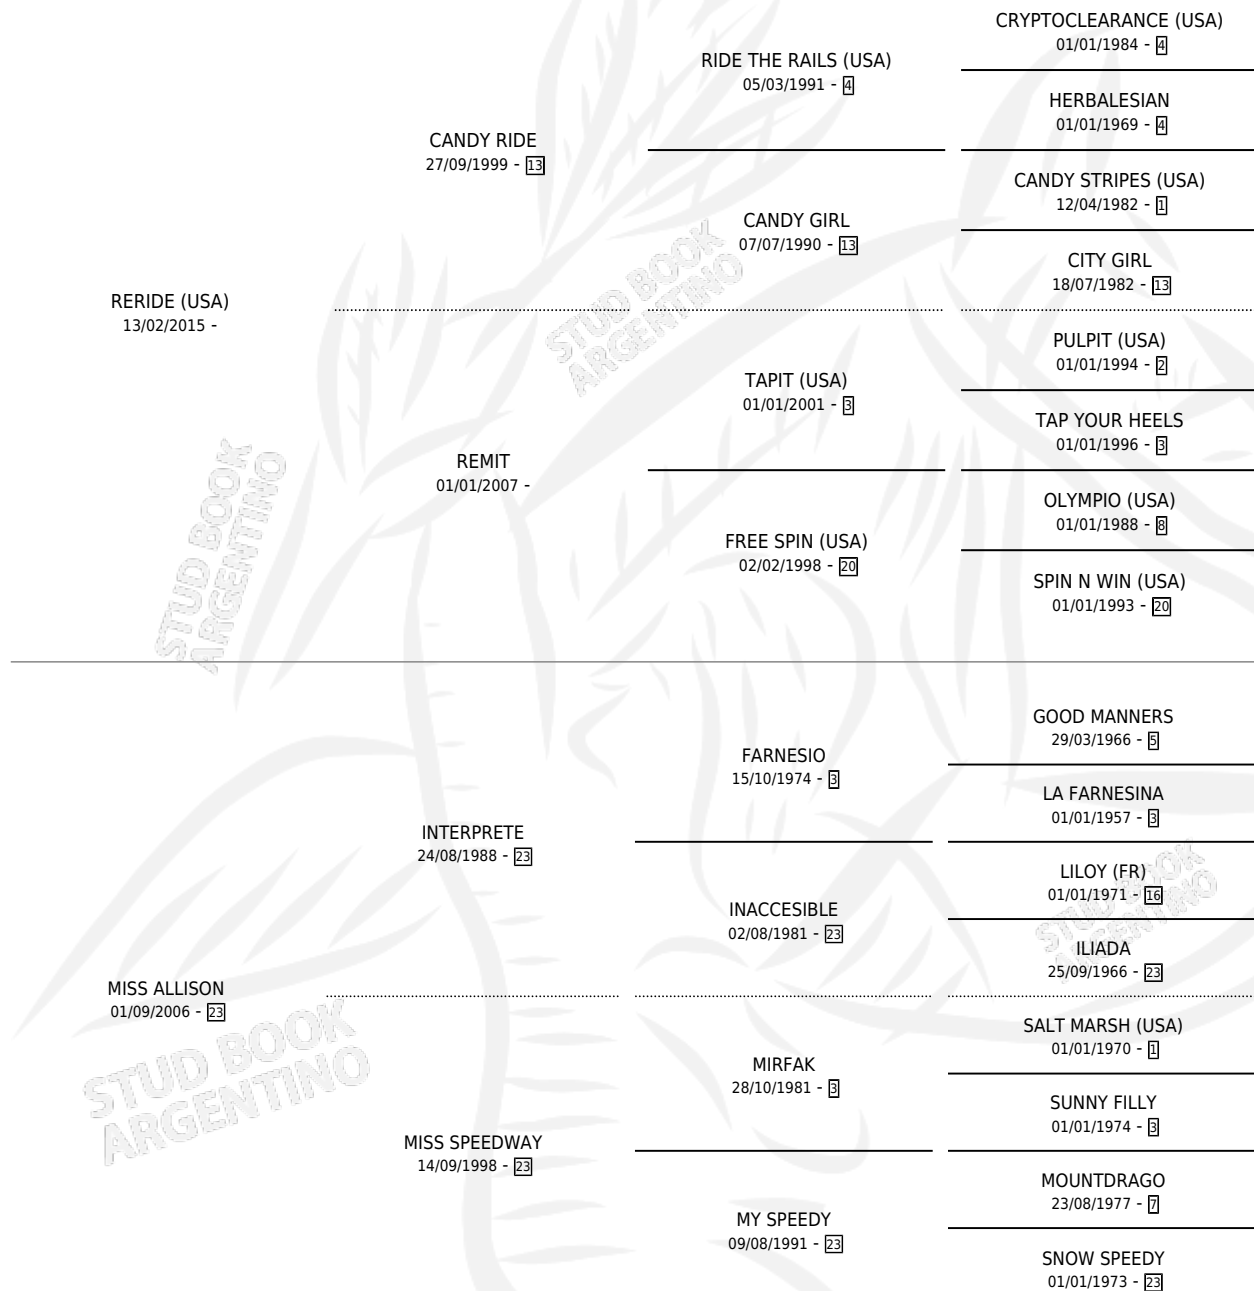 CRYPTOCLEARANCE (USA)
01/01/1984 - 4
RIDE THE RAILS (USA)
05/03/1991 - 4
HERBALESIAN
01/01/1969 - 4
CANDY RIDE
27/09/1999 - 13
CANDY STRIPES (USA)
12/04/1982 - 1
CANDY GIRL
07/07/1990 - 13
CITY GIRL
18/07/1982 - 13
RERIDE (USA)
13/02/2015 -
PULPIT (USA)
01/01/1994 - 2
TAPIT (USA)
01/01/2001 - 3
TAP YOUR HEELS
01/01/1996 - 3
REMIT
01/01/2007 -
OLYMPIO (USA)
01/01/1988 - 8
FREE SPIN (USA)
02/02/1998 - 20
SPIN N WIN (USA)
01/01/1993 - 20
GOOD MANNERS
29/03/1966 - 5
FARNESIO
15/10/1974 - 3
LA FARNESINA
01/01/1957 - 3
INTERPRETE
24/08/1988 - 23
LILOY (FR)
01/01/1971 - 16
INACCESIBLE
02/08/1981 - 23
ILIADA
25/09/1966 - 23
MISS ALLISON
01/09/2006 - 23
SALT MARSH (USA)
01/01/1970 - 1
MIRFAK
28/10/1981 - 3
SUNNY FILLY
01/01/1974 - 3
MISS SPEEDWAY
14/09/1998 - 23
MOUNTDRAGO
23/08/1977 - 7
MY SPEEDY
09/08/1991 - 23
SNOW SPEEDY
01/01/1973 - 23
STUD BOOK
ARGENTINO
STUD BOOK
ARGENTINO
STUD BOOK
ARGENTINO
STUD BOOK
ARGENTINO